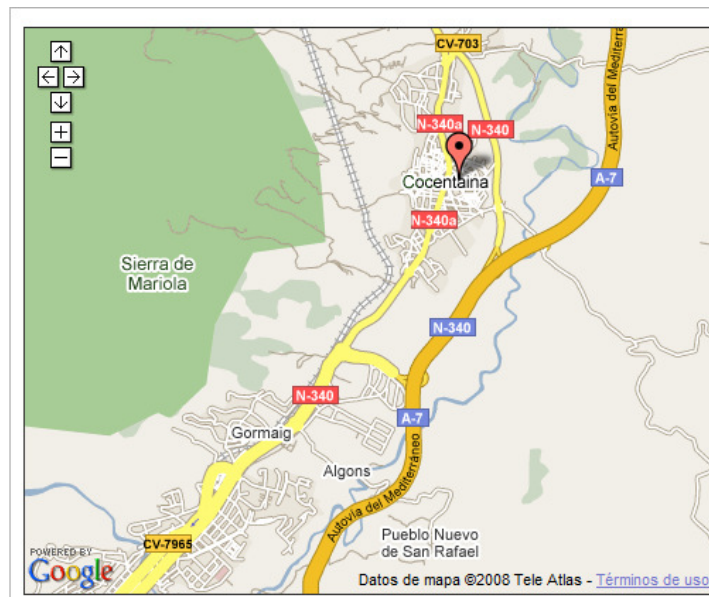 CV-703
Autovía del Mediterrá
N-340a
N-340
Cocentaina
A-7
N-340a
Sierra de
Mariola
N-340
N-340
A-7
Gormaig
Algons
Autovía del Mediterráneo
Pueblo Nuevo
de San Rafael
CV-7965
POWERED BY
Google
Datos de mapa ©2008 Tele Atlas - Términos de uso